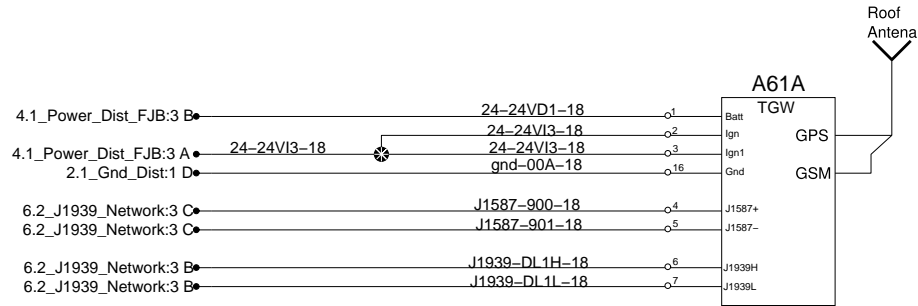 Roof
Antena
A61A
TGW
4.1_Power_Dist_FJB:3 B
24-24VD1-18
1
Batt
24-24VI3-18
2
Ign
GPS
4.1_Power_Dist_FJB:3 A
24-24VI3-18
24-24VI3-18
3
Ign1
2.1_Gnd_Dist:1 D
gnd-00A-18
16
Gnd
GSM
6.2_J1939_Network:3 C
J1587-900-18
4
J1587+
6.2_J1939_Network:3 C
J1587-901-18
5
J1587-
6.2_J1939_Network:3 B
J1939-DL1H-18
6
J1939H
6.2_J1939_Network:3 B
J1939-DL1L-18
7
J1939L